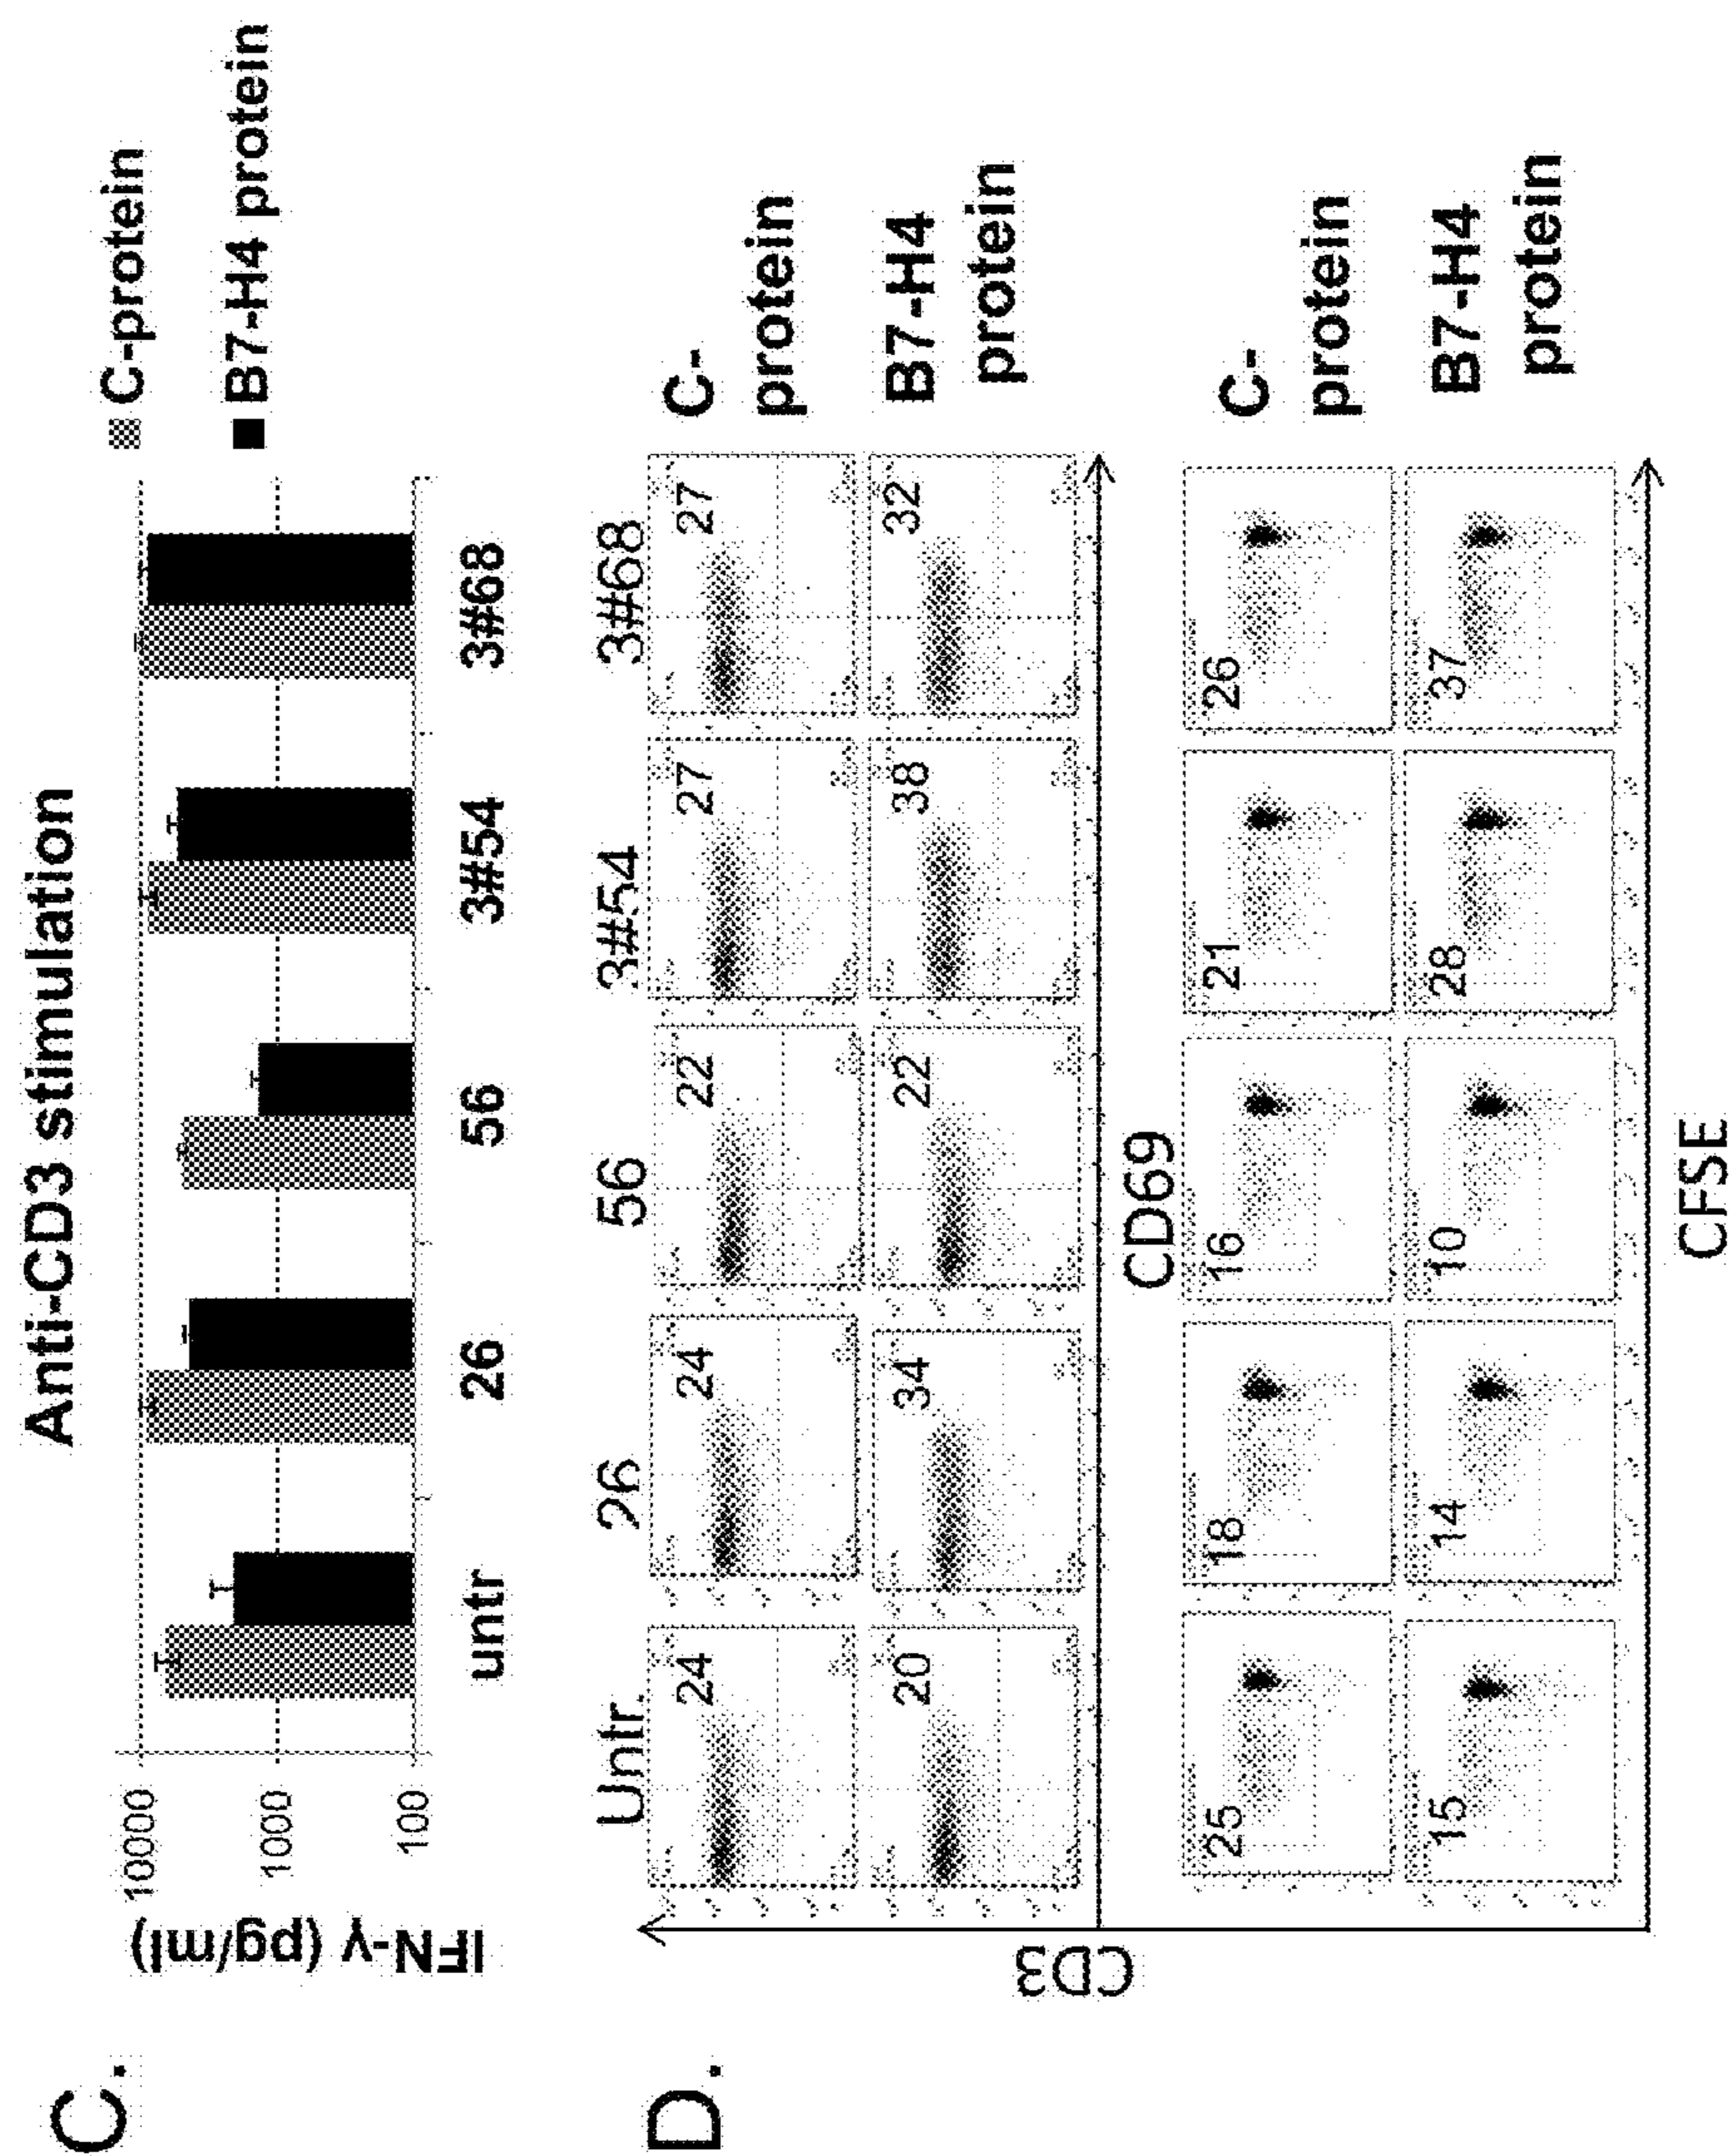 C.
Anti-CD3 stimulation
C-protein
B7-H4 protein
IFN-γ (pg/ml)
10000
1000
100
untr 26 56 3#54 3#68
D.
Untr. 26 56 3#54 3#68
24 24 22 27 27
C-
protein
20 34 22 38 32
B7-H4
protein
CD3
CD69
25 18 16 21 26
C-
protein
15 14 10 28 37
B7-H4
protein
CFSE